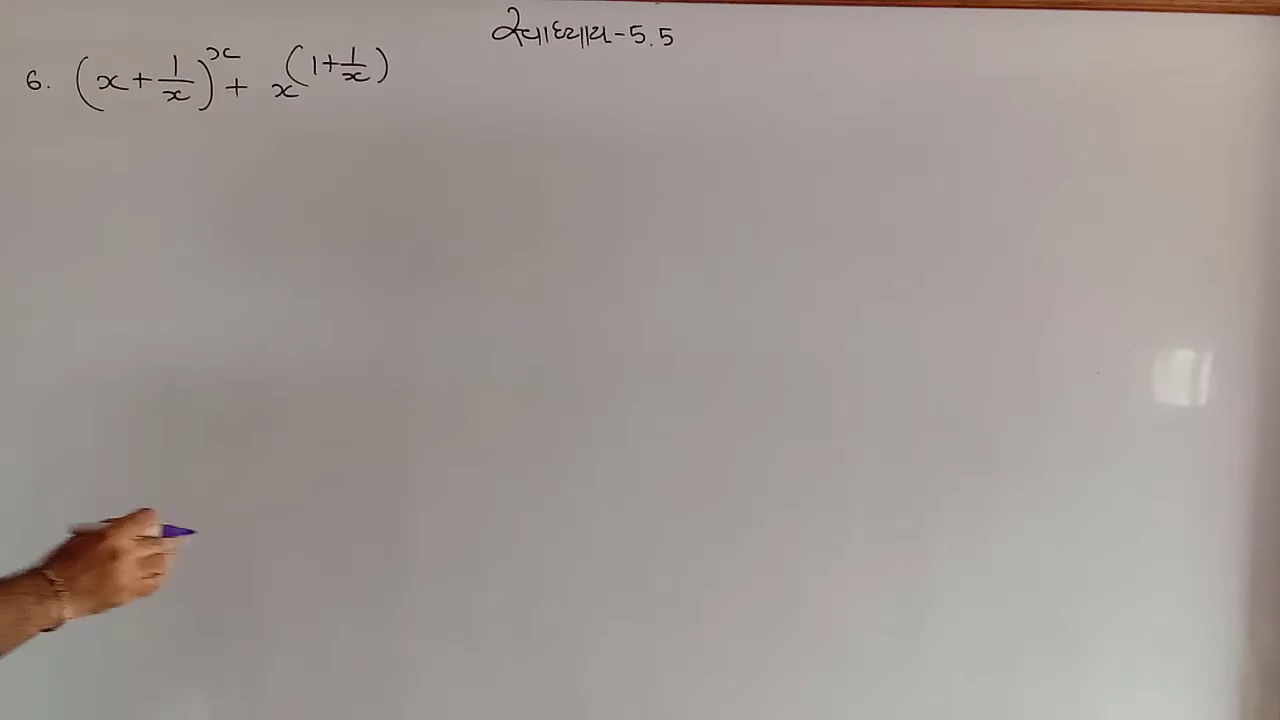 સ્વાધ્યાય-5.5
6. (x + 1/x)^x + x^(1 + 1/x)